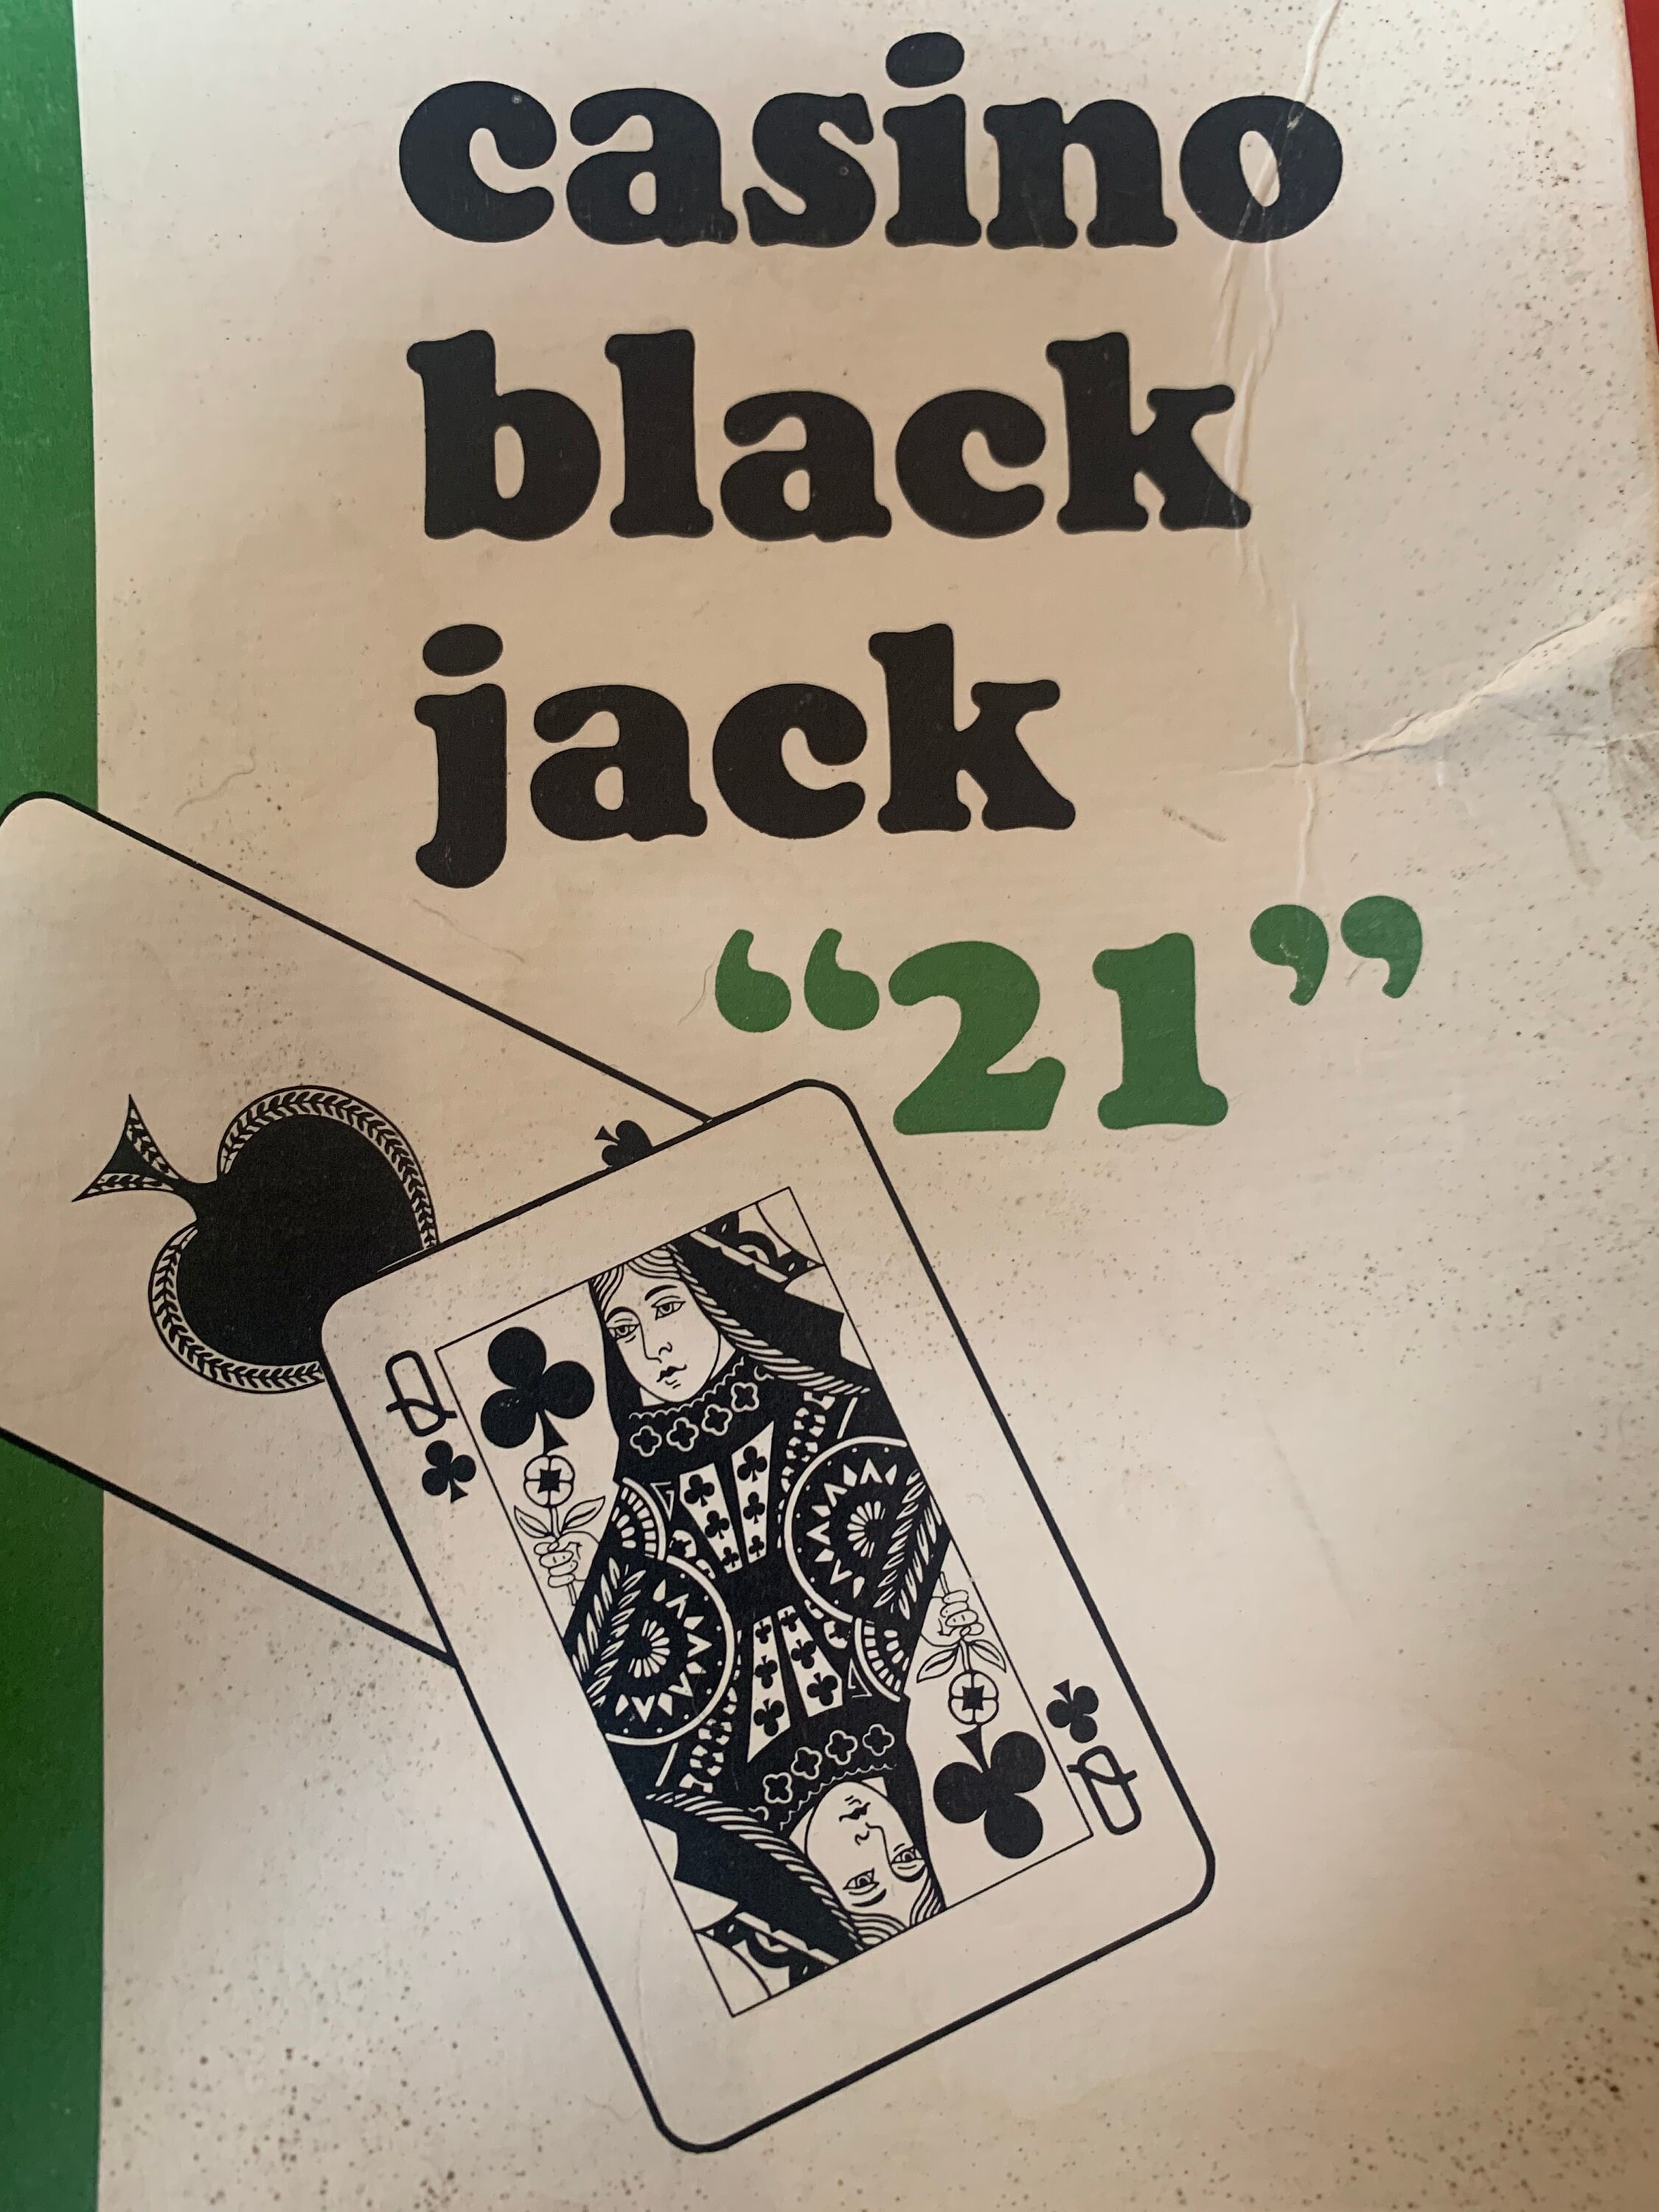 casino
black
jack
“21”
Q
Q